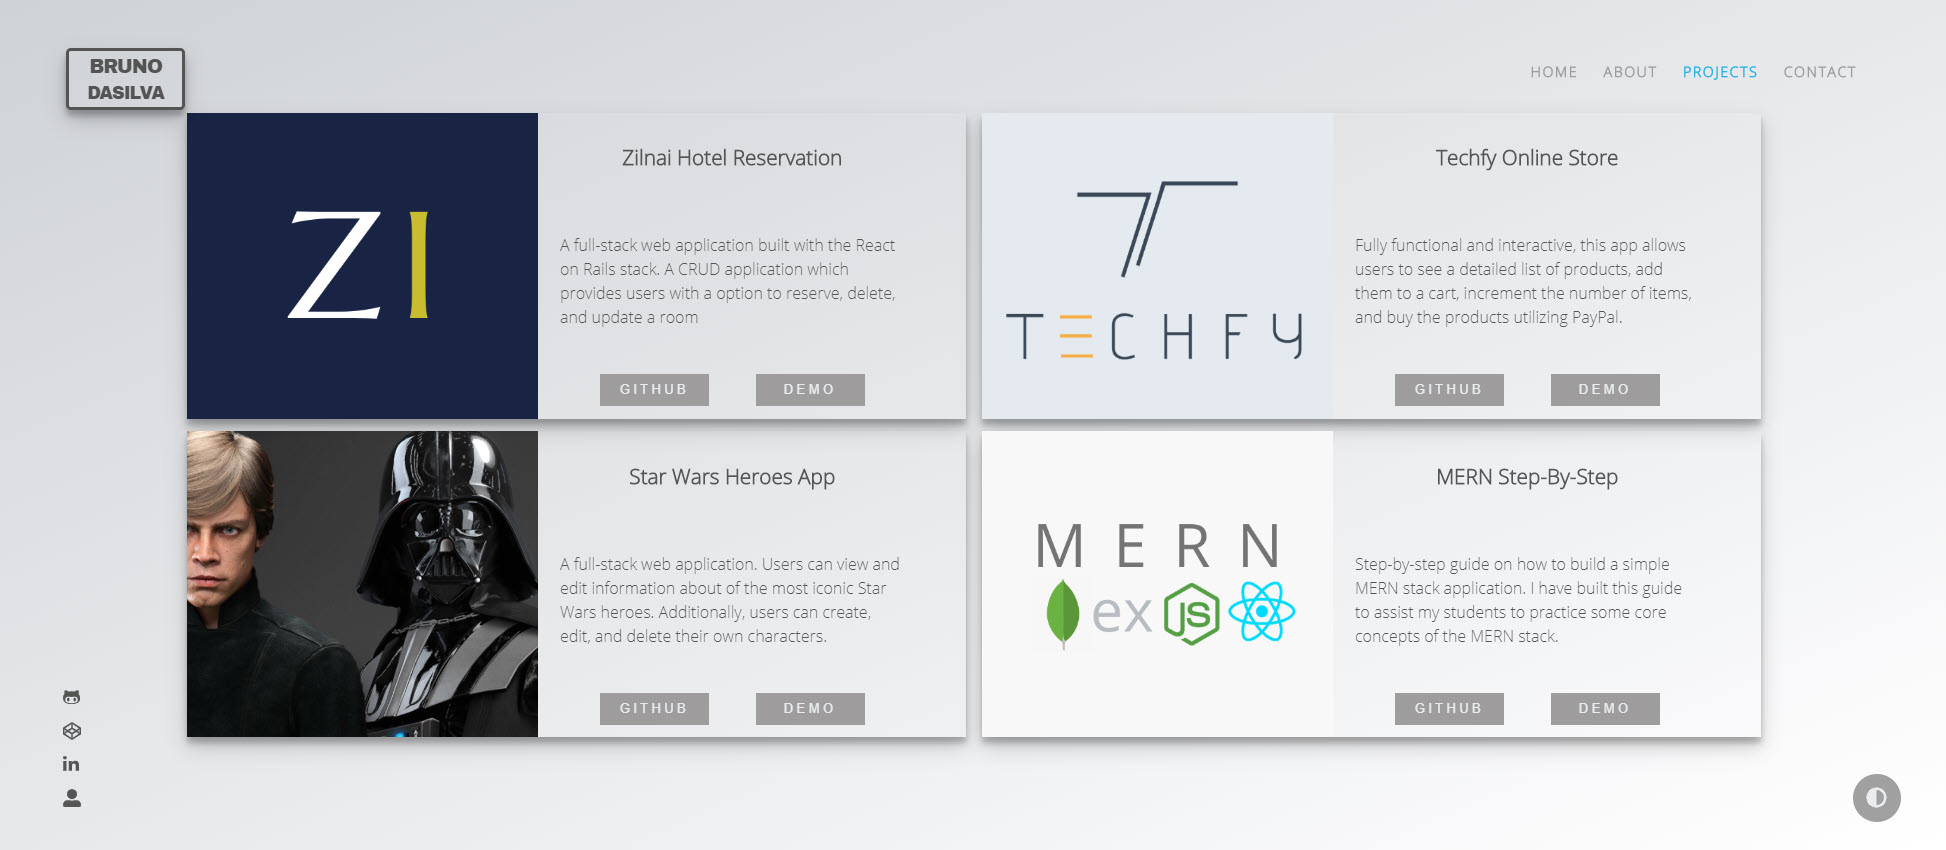 BRUNO
DASILVA
HOME ABOUT PROJECTS CONTACT
ZI
Zilnai Hotel Reservation
A full-stack web application built with the React
on Rails stack. A CRUD application which
provides users with a option to reserve, delete,
and update a room
GITHUB DEMO
TECHFY
Techfy Online Store
Fully functional and interactive, this app allows
users to see a detailed list of products, add
them to a cart, increment the number of items,
and buy the products utilizing PayPal.
GITHUB DEMO
Star Wars Heroes App
A full-stack web application. Users can view and
edit information about of the most iconic Star
Wars heroes. Additionally, users can create,
edit, and delete their own characters.
GITHUB DEMO
MERN
ex JS
MERN Step-By-Step
Step-by-step guide on how to build a simple
MERN stack application. I have built this guide
to assist my students to practice some core
concepts of the MERN stack.
GITHUB DEMO
in